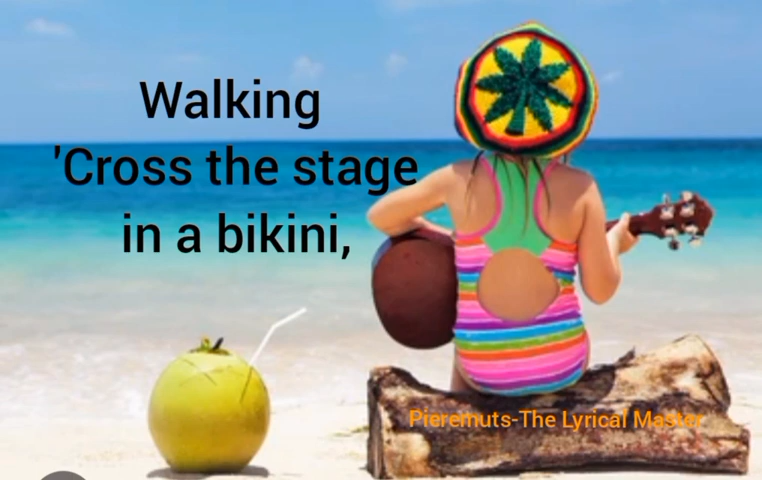 Walking
'Cross the stage
in a bikini,
Pieremuts-The Lyrical Master